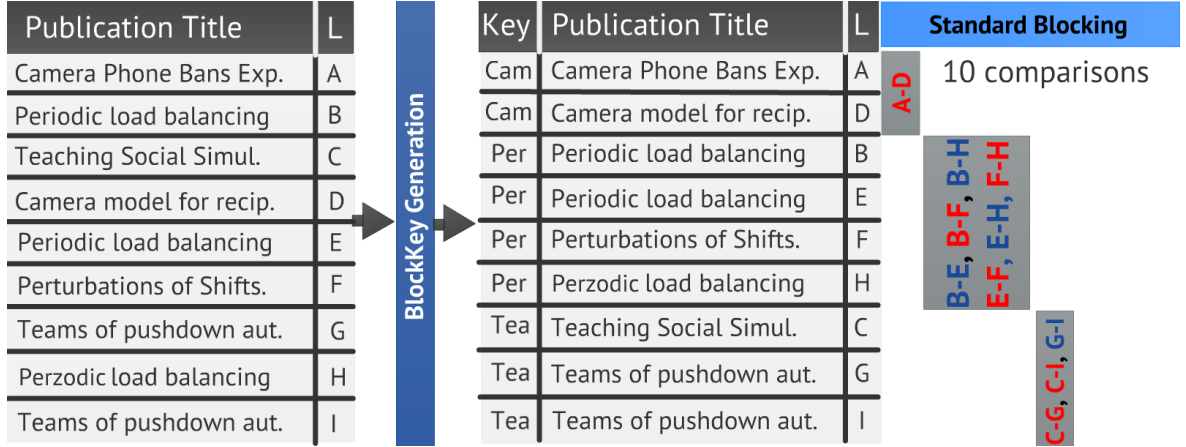 Publication Title L
Camera Phone Bans Exp. A
Periodic load balancing B
Teaching Social Simul. C
Camera model for recip. D
Periodic load balancing E
Perturbations of Shifts. F
Teams of pushdown aut. G
Perzodic load balancing H
Teams of pushdown aut. I
BlockKey Generation
Key Publication Title L
Cam Camera Phone Bans Exp. A
Cam Camera model for recip. D
Per Periodic load balancing B
Per Periodic load balancing E
Per Perturbations of Shifts. F
Per Perzodic load balancing H
Tea Teaching Social Simul. C
Tea Teams of pushdown aut. G
Tea Teams of pushdown aut. I
Standard Blocking
10 comparisons
A-D
B-E, B-F, B-H
E-F, E-H, F-H
C-G, C-I, G-I